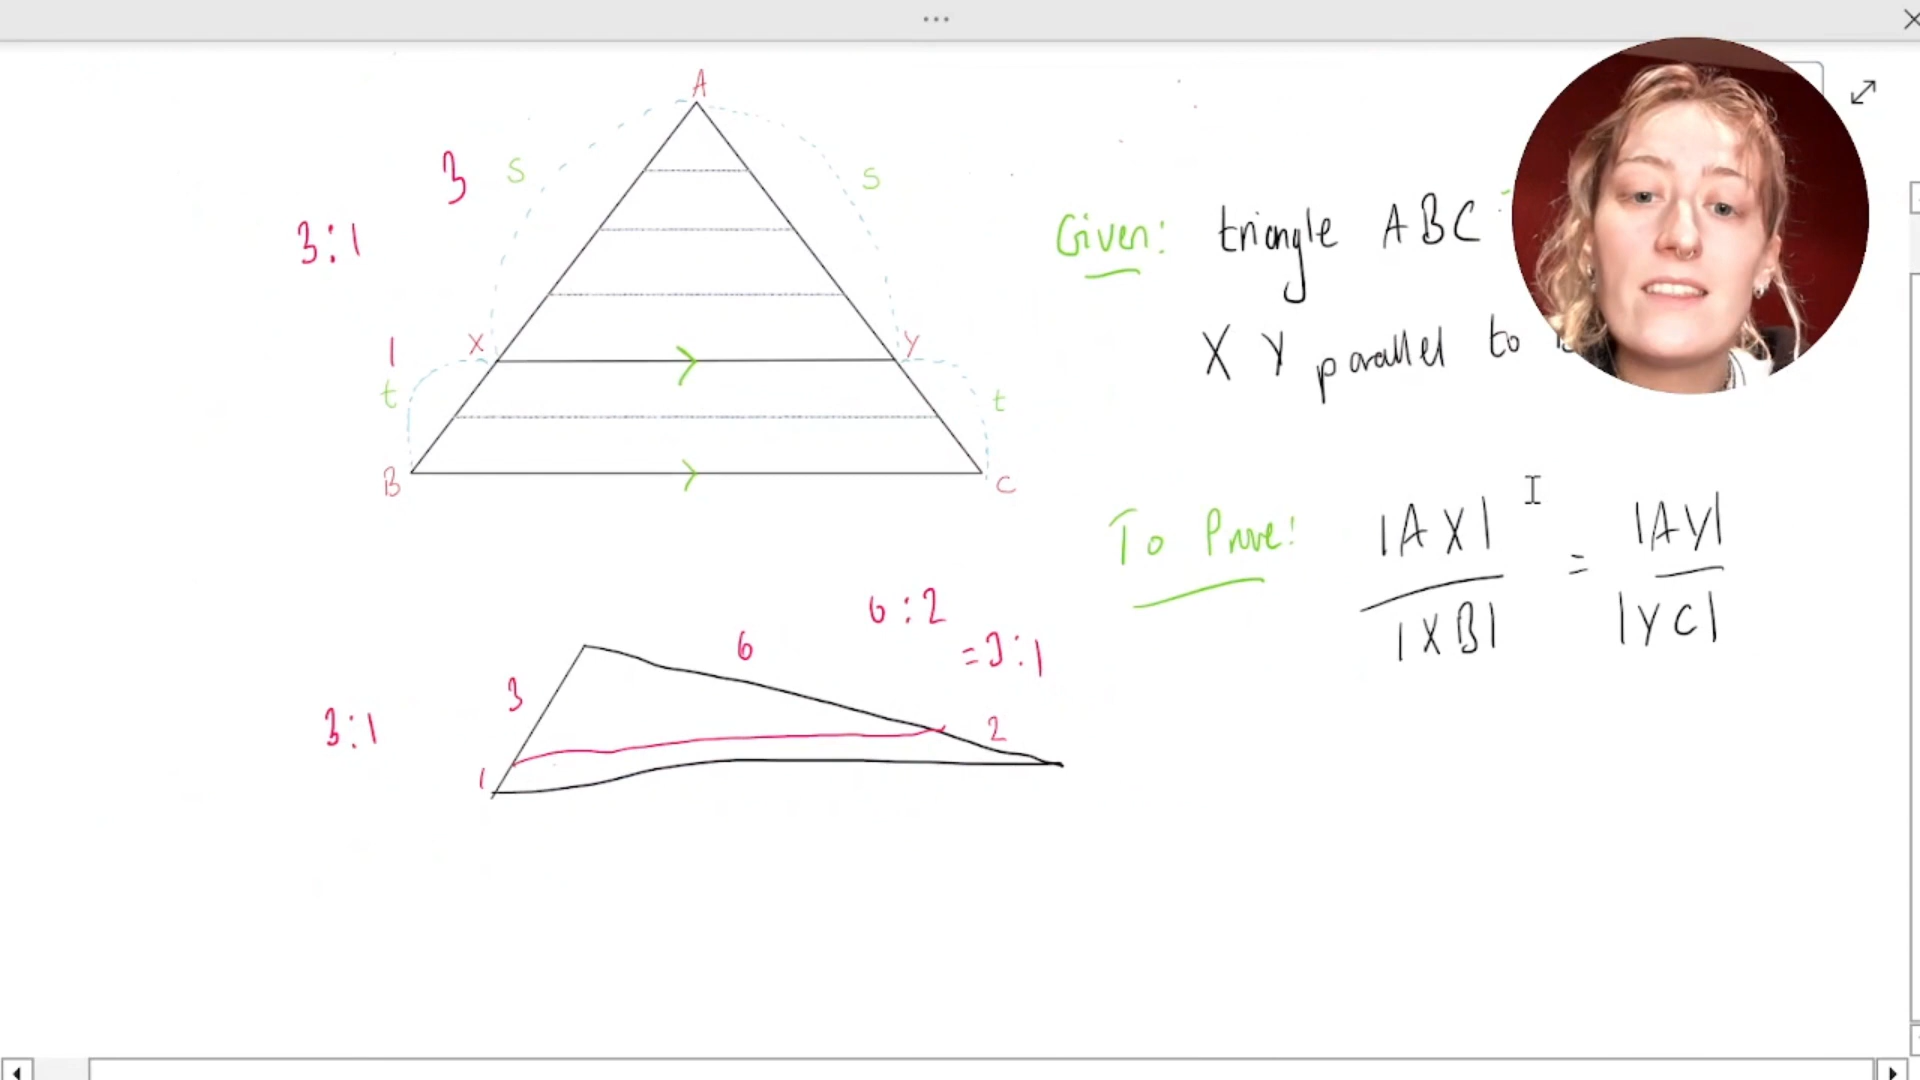 A
3 S S
3:1
Given: triangle ABC
1 X Y
X Y parallel to
t t
B C
To Prove: |AX| = |AY|
|XB| |YC|
6:2
6 =3:1
3
3:1 2
1